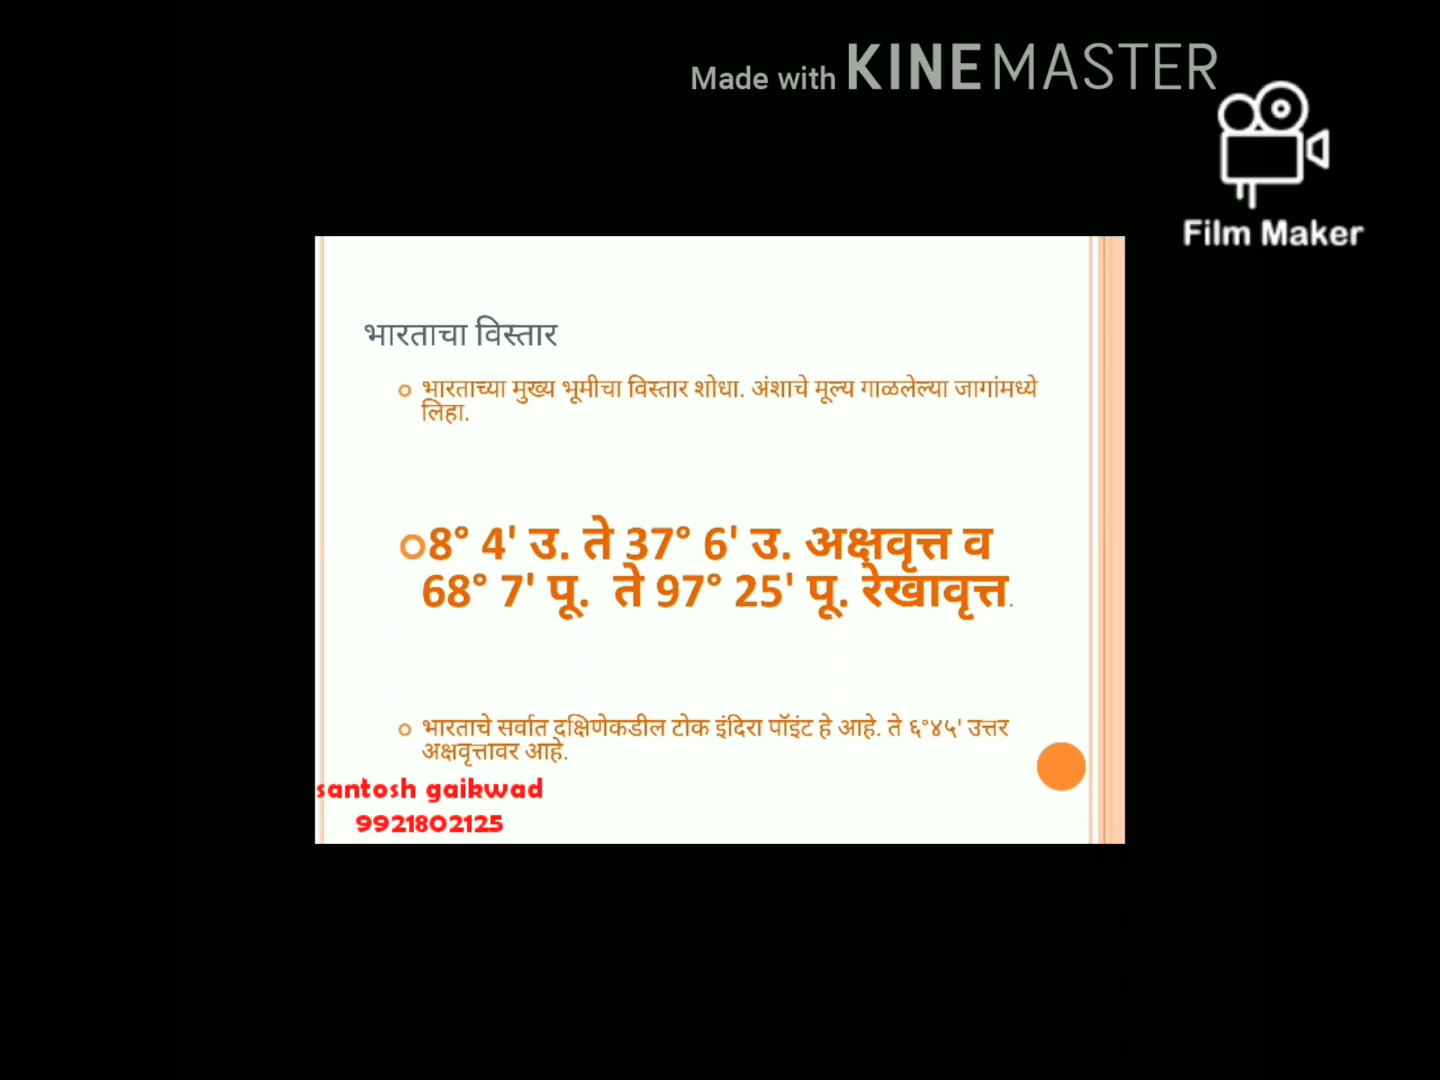 Made with KINEMASTER
Film Maker
भारताचा विस्तार
भारताच्या मुख्य भूमीचा विस्तार शोधा. अंशाचे मूल्य गाळलेल्या जागांमध्ये
लिहा.
8° 4' उ. ते 37° 6' उ. अक्षवृत्त व
68° 7' पू. ते 97° 25' पू. रेखावृत्त.
भारताचे सर्वात दक्षिणेकडील टोक इंदिरा पॉइंट हे आहे. ते ६°४५' उत्तर
अक्षवृत्तावर आहे.
santosh gaikwad
9921802125